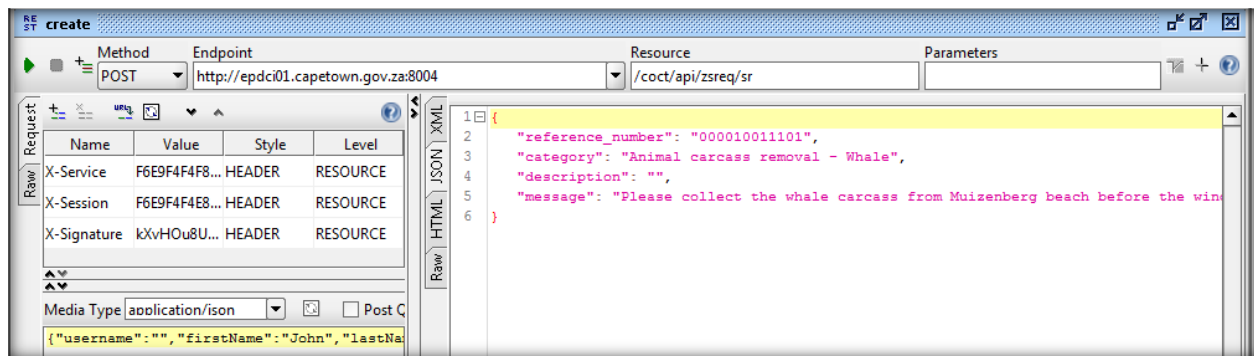 REST create
Method Endpoint Resource Parameters
POST http://epdci01.capetown.gov.za:8004 /coct/api/zsreq/sr
Request
Raw
Name Value Style Level
X-Service F6E9F4F4F8... HEADER RESOURCE
X-Session F6E9F4F4E8... HEADER RESOURCE
X-Signature kXvHOu8U... HEADER RESOURCE
Media Type application/json Post Q
{"username":"","firstName":"John","lastNa
XML
JSON
HTML
Raw
1 {
2 "reference_number": "000010011101",
3 "category": "Animal carcass removal - Whale",
4 "description": "",
5 "message": "Please collect the whale carcass from Muizenberg beach before the win
6 }